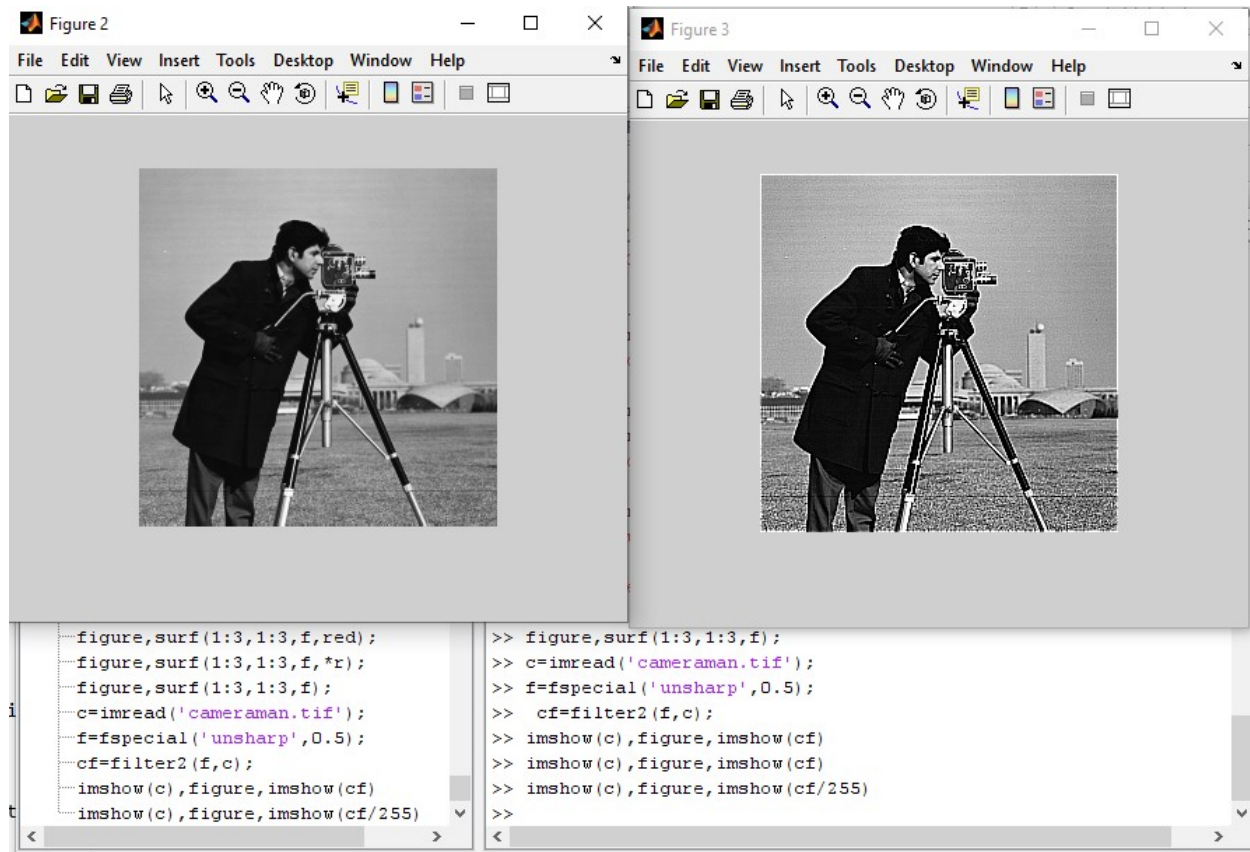 Figure 2
File Edit View Insert Tools Desktop Window Help
Figure 3
File Edit View Insert Tools Desktop Window Help
figure,surf(1:3,1:3,f,red);
figure,surf(1:3,1:3,f,*r);
figure,surf(1:3,1:3,f);
c=imread('cameraman.tif');
f=fspecial('unsharp',0.5);
cf=filter2(f,c);
imshow(c),figure,imshow(cf)
imshow(c),figure,imshow(cf/255)
>> figure,surf(1:3,1:3,f);
>> c=imread('cameraman.tif');
>> f=fspecial('unsharp',0.5);
>>  cf=filter2(f,c);
>> imshow(c),figure,imshow(cf)
>> imshow(c),figure,imshow(cf)
>> imshow(c),figure,imshow(cf/255)
>>